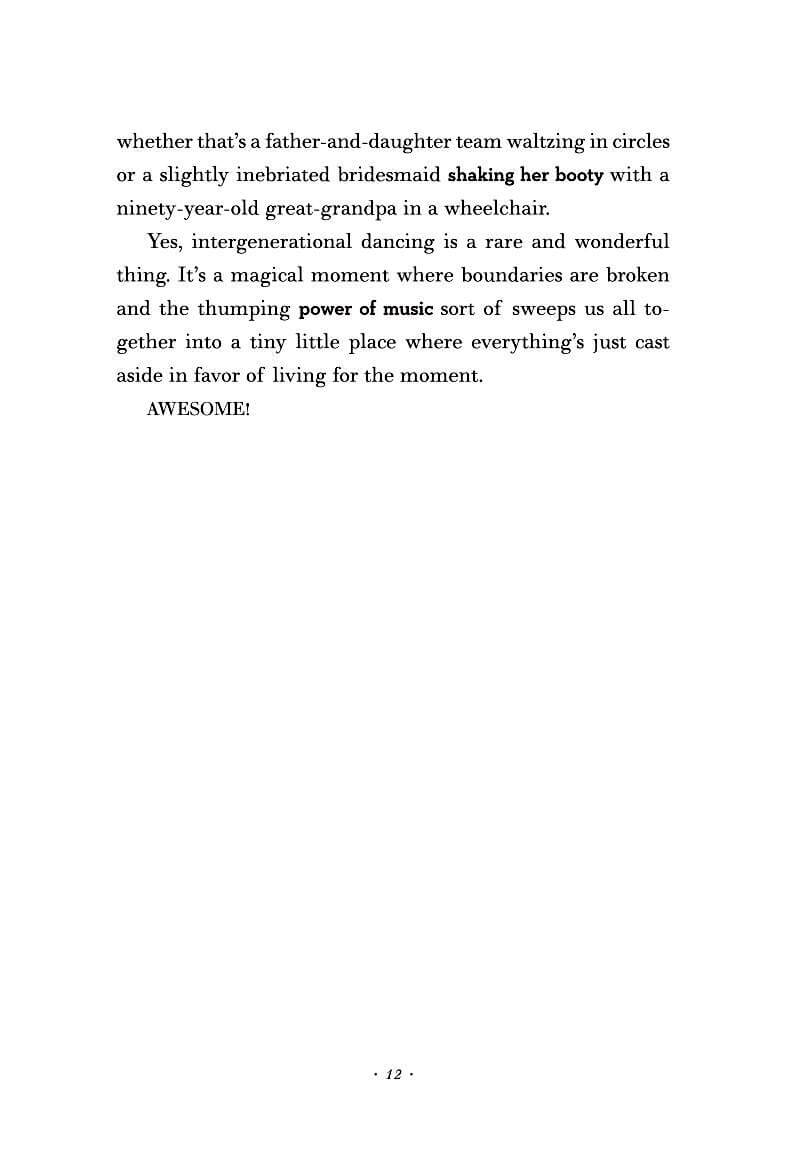 whether that’s a father-and-daughter team waltzing in circles
or a slightly inebriated bridesmaid shaking her booty with a
ninety-year-old great-grandpa in a wheelchair.
Yes, intergenerational dancing is a rare and wonderful
thing. It’s a magical moment where boundaries are broken
and the thumping power of music sort of sweeps us all to-
gether into a tiny little place where everything’s just cast
aside in favor of living for the moment.
AWESOME!
· 12 ·